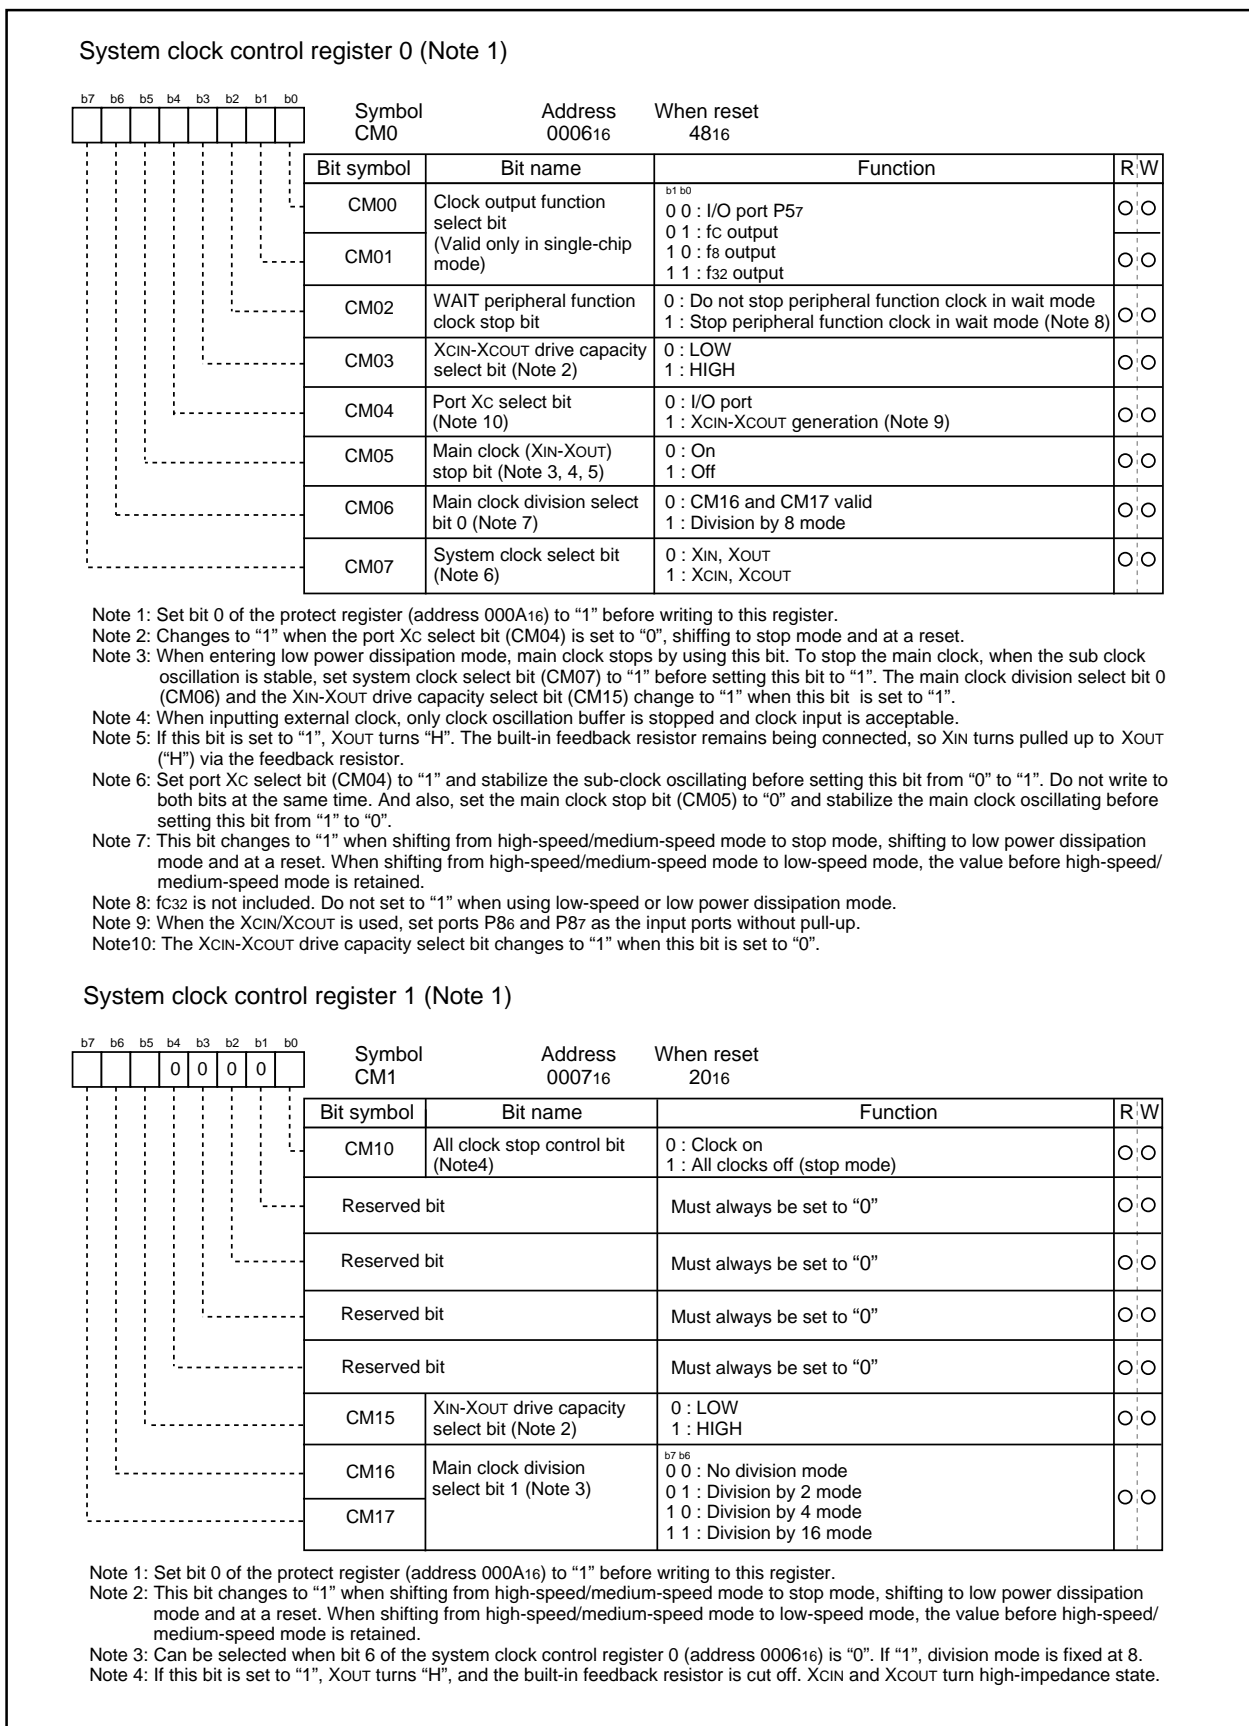 System clock control register 0 (Note 1)
b7 b6 b5 b4 b3 b2 b1 b0
Symbol Address When reset
CM0 000616 4816
Bit symbol Bit name Function R W
CM00 Clock output function
select bit
(Valid only in single-chip
mode)
b1 b0
0 0 : I/O port P57
0 1 : fC output
1 0 : f8 output
1 1 : f32 output
CM01
CM02 WAIT peripheral function
clock stop bit
0 : Do not stop peripheral function clock in wait mode
1 : Stop peripheral function clock in wait mode (Note 8)
CM03 XCIN-XCOUT drive capacity
select bit (Note 2)
0 : LOW
1 : HIGH
CM04 Port XC select bit
(Note 10)
0 : I/O port
1 : XCIN-XCOUT generation (Note 9)
CM05 Main clock (XIN-XOUT)
stop bit (Note 3, 4, 5)
0 : On
1 : Off
CM06 Main clock division select
bit 0 (Note 7)
0 : CM16 and CM17 valid
1 : Division by 8 mode
CM07 System clock select bit
(Note 6)
0 : XIN, XOUT
1 : XCIN, XCOUT
Note 1: Set bit 0 of the protect register (address 000A16) to “1” before writing to this register.
Note 2: Changes to “1” when the port XC select bit (CM04) is set to “0”, shiffing to stop mode and at a reset.
Note 3: When entering low power dissipation mode, main clock stops by using this bit. To stop the main clock, when the sub clock
oscillation is stable, set system clock select bit (CM07) to “1” before setting this bit to “1”. The main clock division select bit 0
(CM06) and the XIN-XOUT drive capacity select bit (CM15) change to “1” when this bit is set to “1”.
Note 4: When inputting external clock, only clock oscillation buffer is stopped and clock input is acceptable.
Note 5: If this bit is set to “1”, XOUT turns “H”. The built-in feedback resistor remains being connected, so XIN turns pulled up to XOUT
(“H”) via the feedback resistor.
Note 6: Set port XC select bit (CM04) to “1” and stabilize the sub-clock oscillating before setting this bit from “0” to “1”. Do not write to
both bits at the same time. And also, set the main clock stop bit (CM05) to “0” and stabilize the main clock oscillating before
setting this bit from “1” to “0”.
Note 7: This bit changes to “1” when shifting from high-speed/medium-speed mode to stop mode, shifting to low power dissipation
mode and at a reset. When shifting from high-speed/medium-speed mode to low-speed mode, the value before high-speed/
medium-speed mode is retained.
Note 8: fC32 is not included. Do not set to “1” when using low-speed or low power dissipation mode.
Note 9: When the XCIN/XCOUT is used, set ports P86 and P87 as the input ports without pull-up.
Note10: The XCIN-XCOUT drive capacity select bit changes to “1” when this bit is set to “0”.
System clock control register 1 (Note 1)
b7 b6 b5 b4 b3 b2 b1 b0
0 0 0 0
Symbol Address When reset
CM1 000716 2016
Bit symbol Bit name Function R W
CM10 All clock stop control bit
(Note4)
0 : Clock on
1 : All clocks off (stop mode)
Reserved bit Must always be set to “0”
Reserved bit Must always be set to “0”
Reserved bit Must always be set to “0”
Reserved bit Must always be set to “0”
CM15 XIN-XOUT drive capacity
select bit (Note 2)
0 : LOW
1 : HIGH
CM16 Main clock division
select bit 1 (Note 3)
b7 b6
0 0 : No division mode
0 1 : Division by 2 mode
1 0 : Division by 4 mode
1 1 : Division by 16 mode
CM17
Note 1: Set bit 0 of the protect register (address 000A16) to “1” before writing to this register.
Note 2: This bit changes to “1” when shifting from high-speed/medium-speed mode to stop mode, shifting to low power dissipation
mode and at a reset. When shifting from high-speed/medium-speed mode to low-speed mode, the value before high-speed/
medium-speed mode is retained.
Note 3: Can be selected when bit 6 of the system clock control register 0 (address 000616) is “0”. If “1”, division mode is fixed at 8.
Note 4: If this bit is set to “1”, XOUT turns “H”, and the built-in feedback resistor is cut off. XCIN and XCOUT turn high-impedance state.